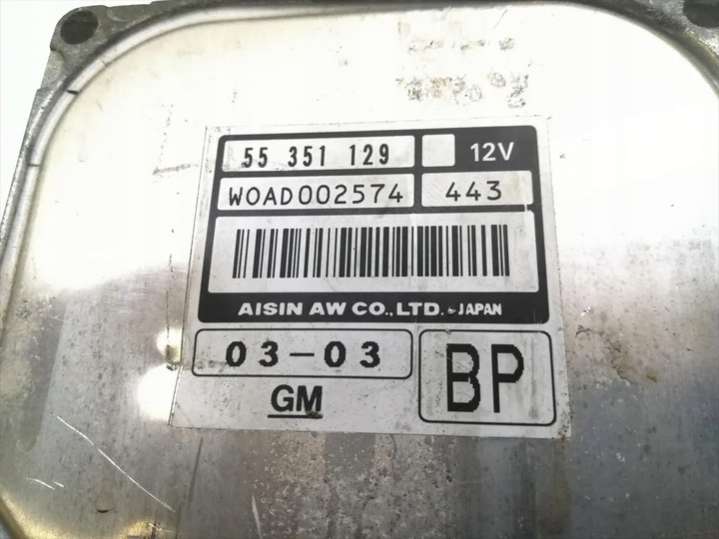 55 351 129 12V
WOAD002574 443
AISIN AW CO.,LTD. JAPAN
03-03 BP
GM